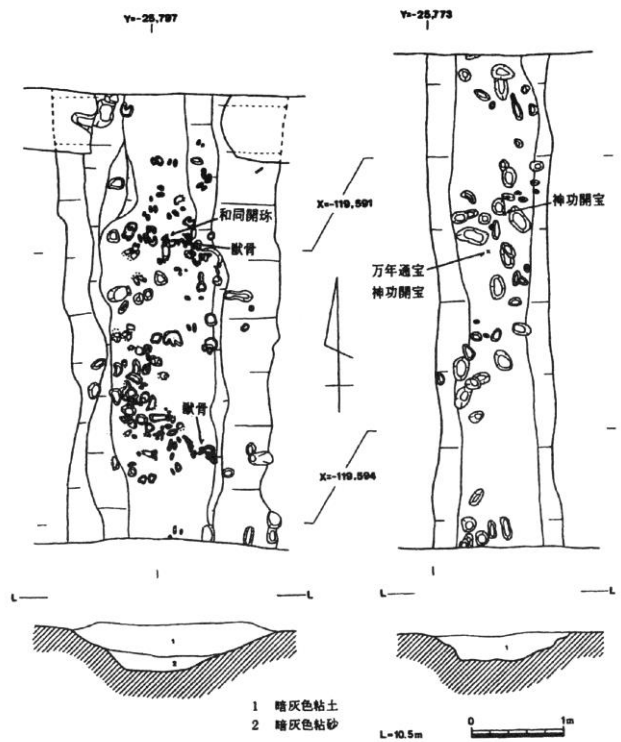 Y=-25,797
Y=-25,773
和同開珎
獣骨
X=-119,591
神功開宝
万年通宝
神功開宝
獣骨
X=-119,594
L L L L
1
2
1
1 暗灰色粘土
2 暗灰色粘砂
0 1m
L=10.5m